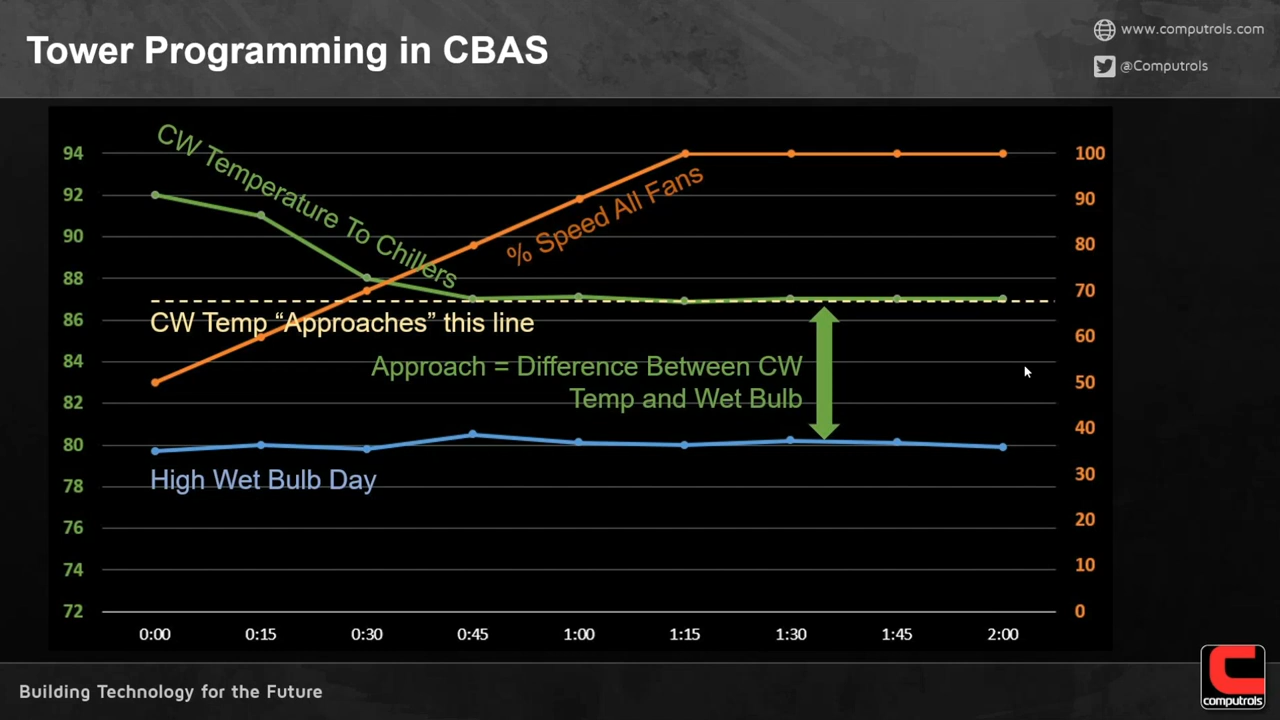 Tower Programming in CBAS
www.computrols.com
@Computrols
CW Temperature To Chillers
% Speed All Fans
CW Temp “Approaches” this line
Approach = Difference Between CW
Temp and Wet Bulb
High Wet Bulb Day
94
92
90
88
86
84
82
80
78
76
74
72
100
90
80
70
60
50
40
30
20
10
0
0:00 0:15 0:30 0:45 1:00 1:15 1:30 1:45 2:00
Building Technology for the Future
computrols